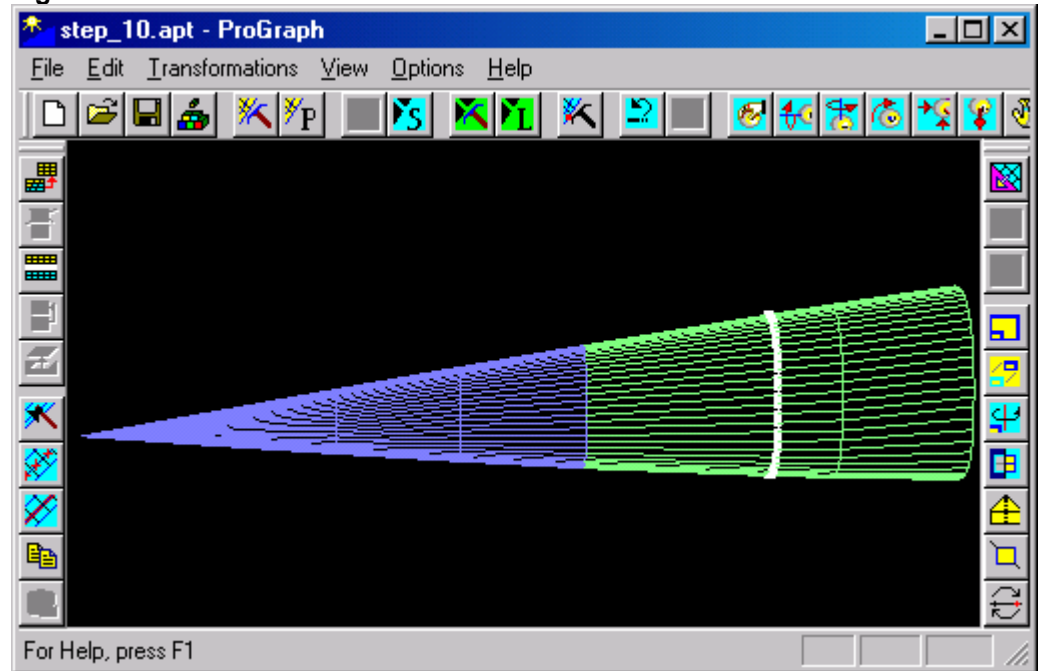 step_10.apt - ProGraph
File Edit Transformations View Options Help
P S L
For Help, press F1